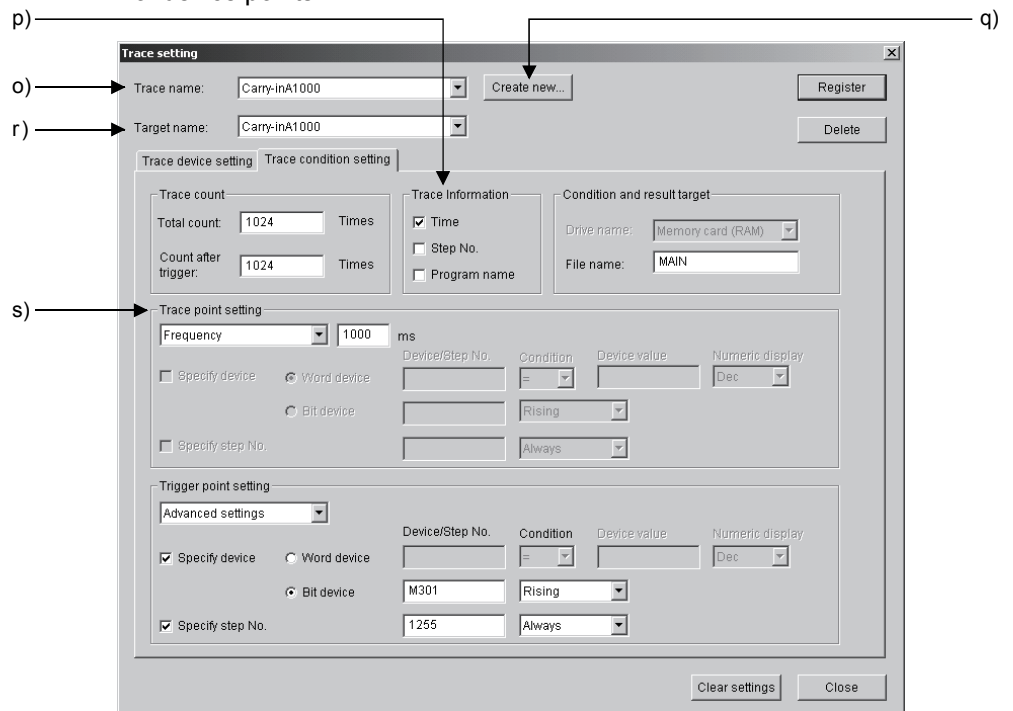 p)
q)
Trace setting
o)
Trace name: Carry-inA1000 Create new... Register
r)
Target name: Carry-inA1000 Delete
Trace device setting Trace condition setting
Trace count Trace Information Condition and result target
Total count: 1024 Times Time Drive name: Memory card (RAM)
Step No.
Count after trigger: 1024 Times Program name File name: MAIN
s)
Trace point setting
Frequency 1000 ms
Device/Step No. Condition Device value Numeric display
Specify device Word device = Dec
Bit device Rising
Specify step No. Always
Trigger point setting
Advanced settings
Device/Step No. Condition Device value Numeric display
Specify device Word device = Dec
Bit device M301 Rising
Specify step No. 1255 Always
Clear settings Close